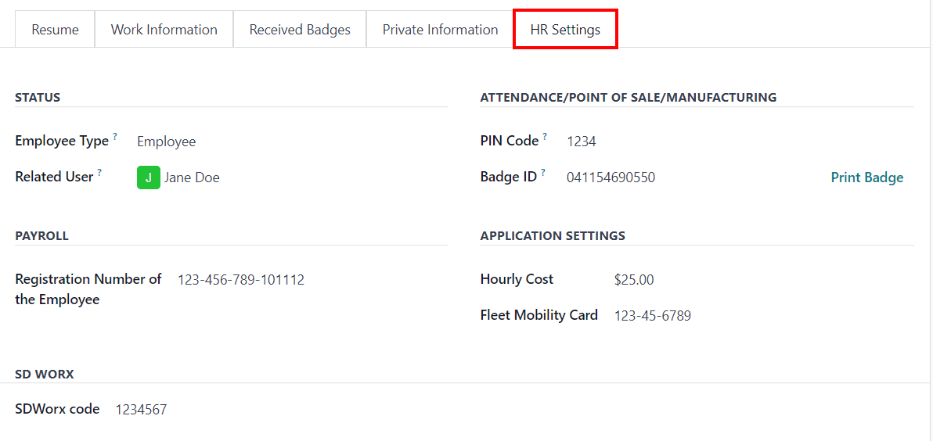 Resume Work Information Received Badges Private Information HR Settings
STATUS
Employee Type ? Employee
Related User ? J Jane Doe
ATTENDANCE/POINT OF SALE/MANUFACTURING
PIN Code ? 1234
Badge ID ? 041154690550 Print Badge
PAYROLL
Registration Number of 123-456-789-101112
the Employee
APPLICATION SETTINGS
Hourly Cost $25.00
Fleet Mobility Card 123-45-6789
SD WORX
SDWorx code 1234567